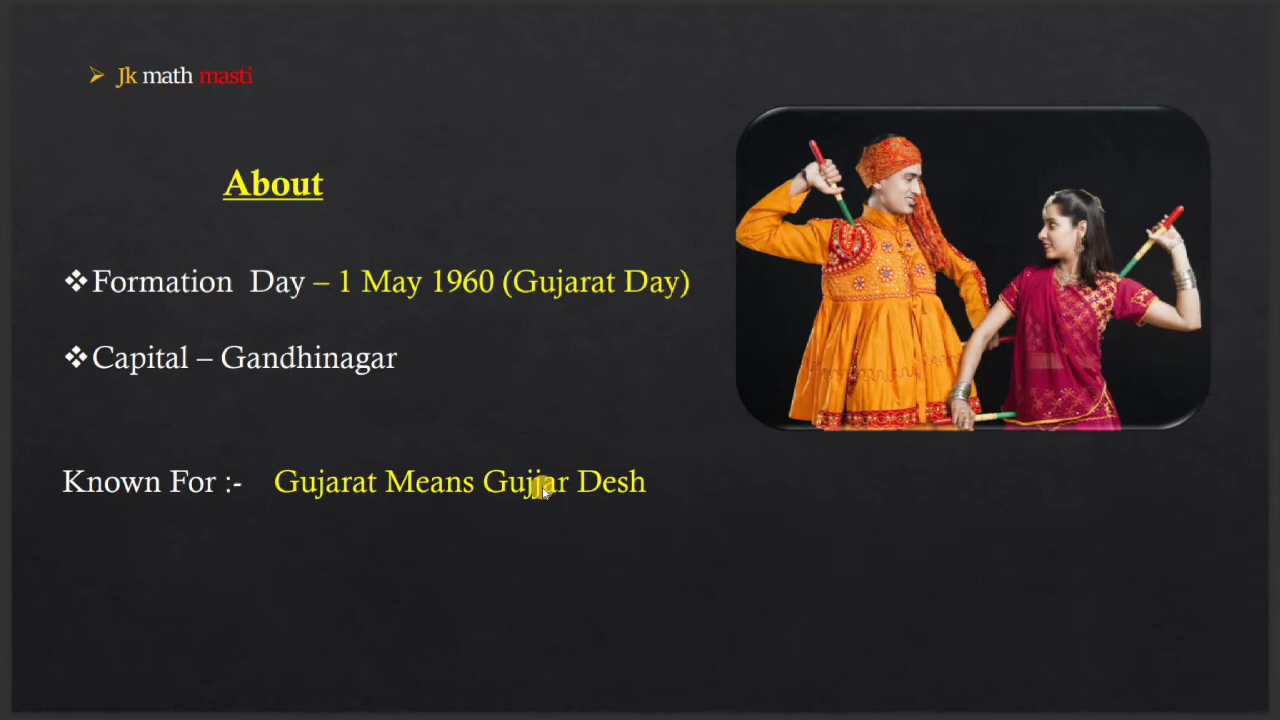 Jk math masti
About
❖Formation Day – 1 May 1960 (Gujarat Day)
❖Capital – Gandhinagar
Known For :- Gujarat Means Gujjar Desh